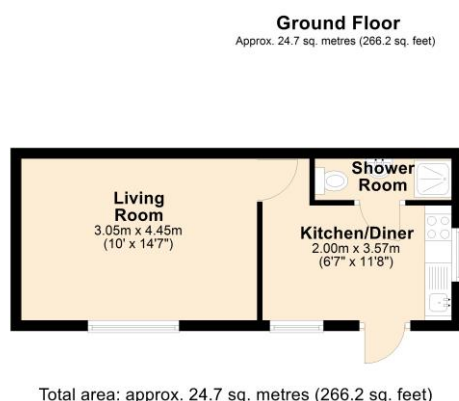 Ground Floor
Approx. 24.7 sq. metres (266.2 sq. feet)
Shower
Room
Living
Room
3.05m x 4.45m
(10' x 14'7")
Kitchen/Diner
2.00m x 3.57m
(6'7" x 11'8")
Total area: approx. 24.7 sq. metres (266.2 sq. feet)